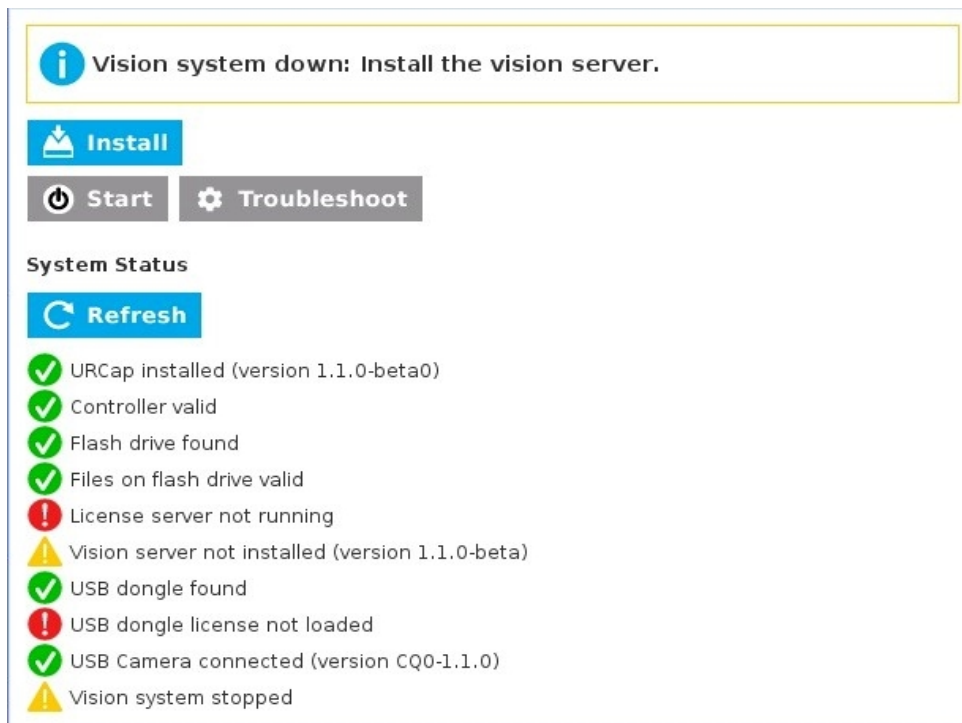 Vision system down: Install the vision server.
Install
Start Troubleshoot
System Status
Refresh
URCap installed (version 1.1.0-beta0)
Controller valid
Flash drive found
Files on flash drive valid
License server not running
Vision server not installed (version 1.1.0-beta)
USB dongle found
USB dongle license not loaded
USB Camera connected (version CQ0-1.1.0)
Vision system stopped